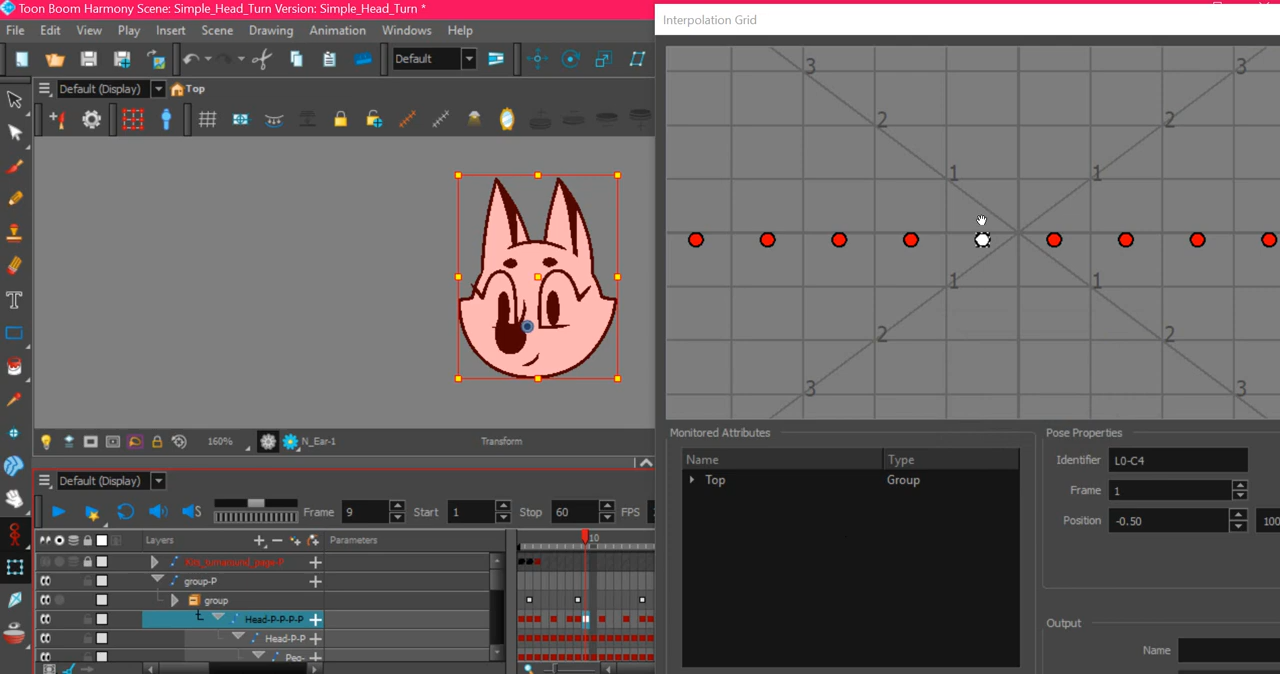 Toon Boom Harmony Scene: Simple_Head_Turn Version: Simple_Head_Turn *
File Edit View Play Insert Scene Drawing Animation Windows Help
Default
Default (Display) Top
160% N_Ear-1 Transform
Default (Display)
Frame 9 Start 1 Stop 60 FPS
Layers Parameters 10
group-P
group
Head-P-P-P-P
Head-P-P
Interpolation Grid
3 3
2 2
1 1
1 1
2 2
3 3
Monitored Attributes
Name Type
Top Group
Pose Properties
Identifier L0-C4
Frame 1
Position -0.50 100
Output
Name